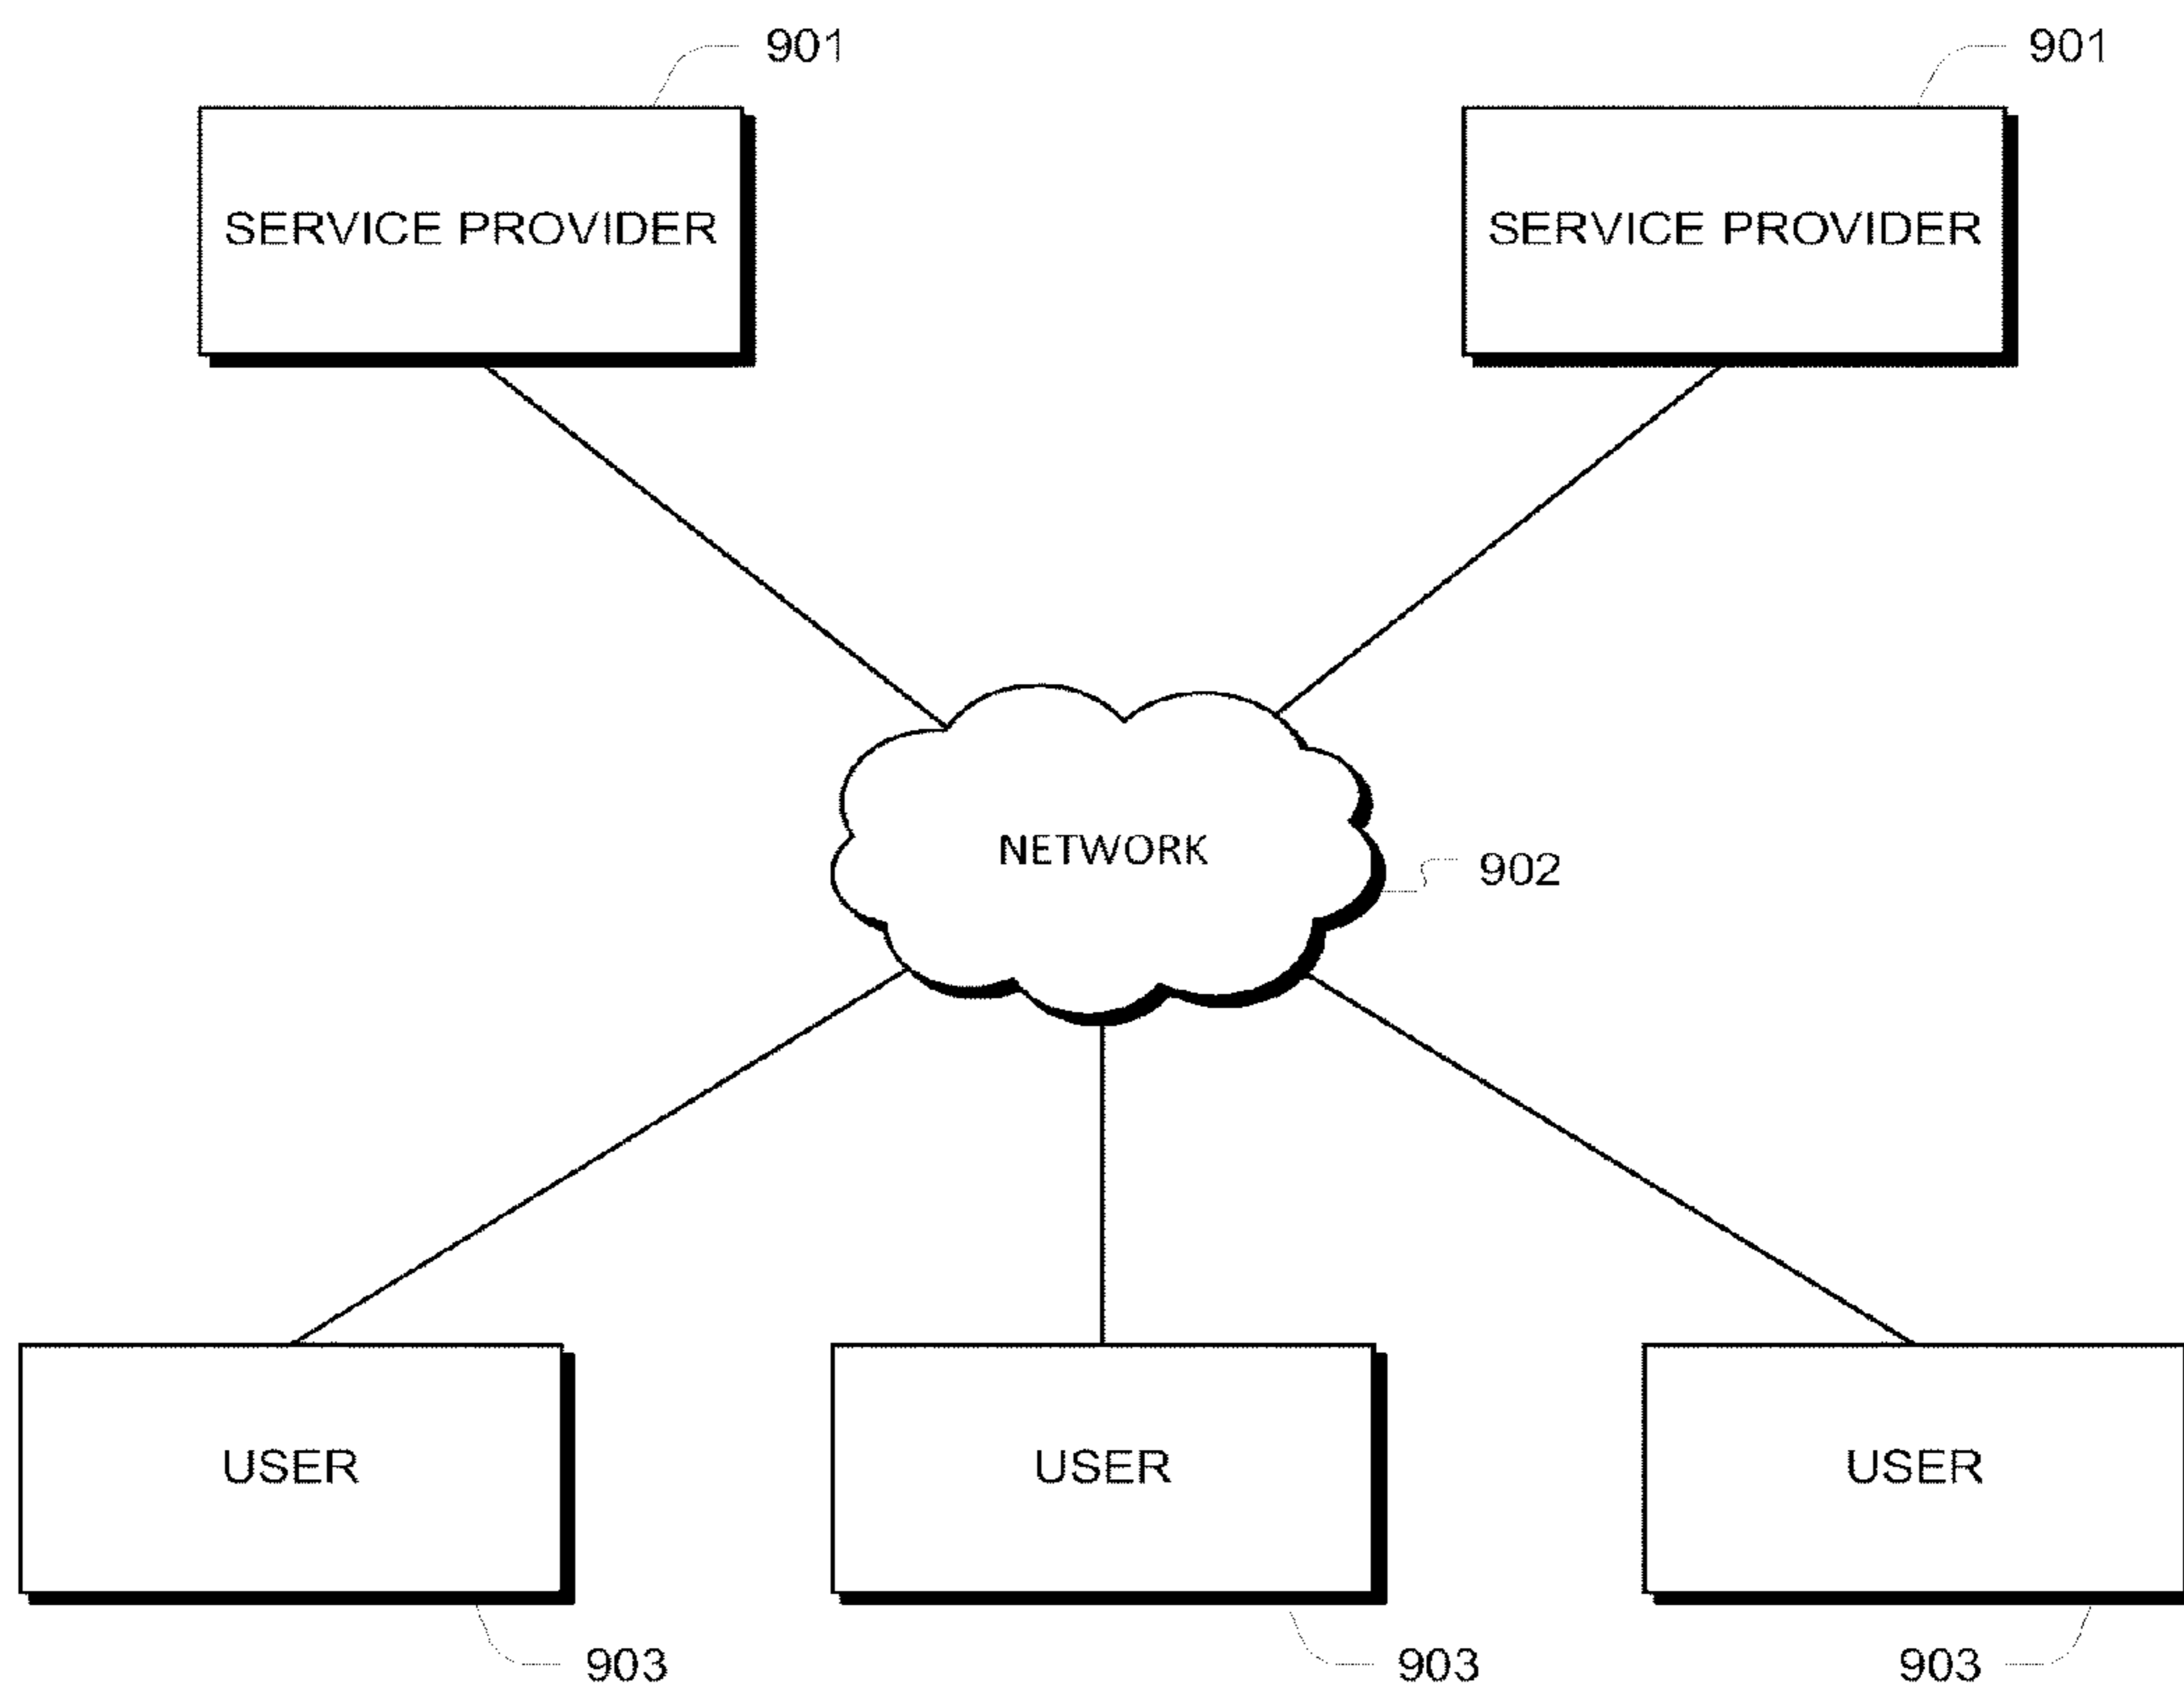 901
901
SERVICE PROVIDER
SERVICE PROVIDER
NETWORK
902
USER
USER
USER
903
903
903